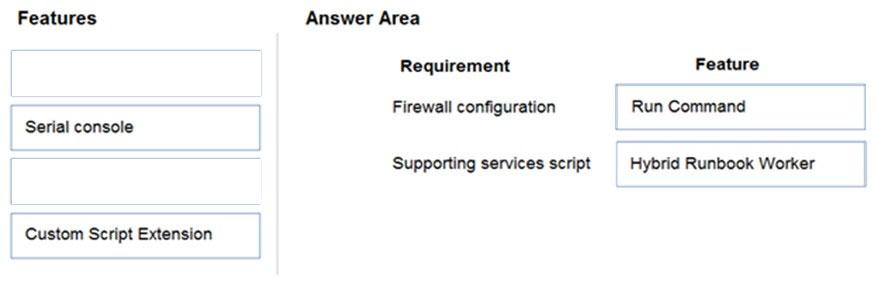 Features
Answer Area
Serial console
Custom Script Extension
Requirement
Feature
Firewall configuration
Run Command
Supporting services script
Hybrid Runbook Worker